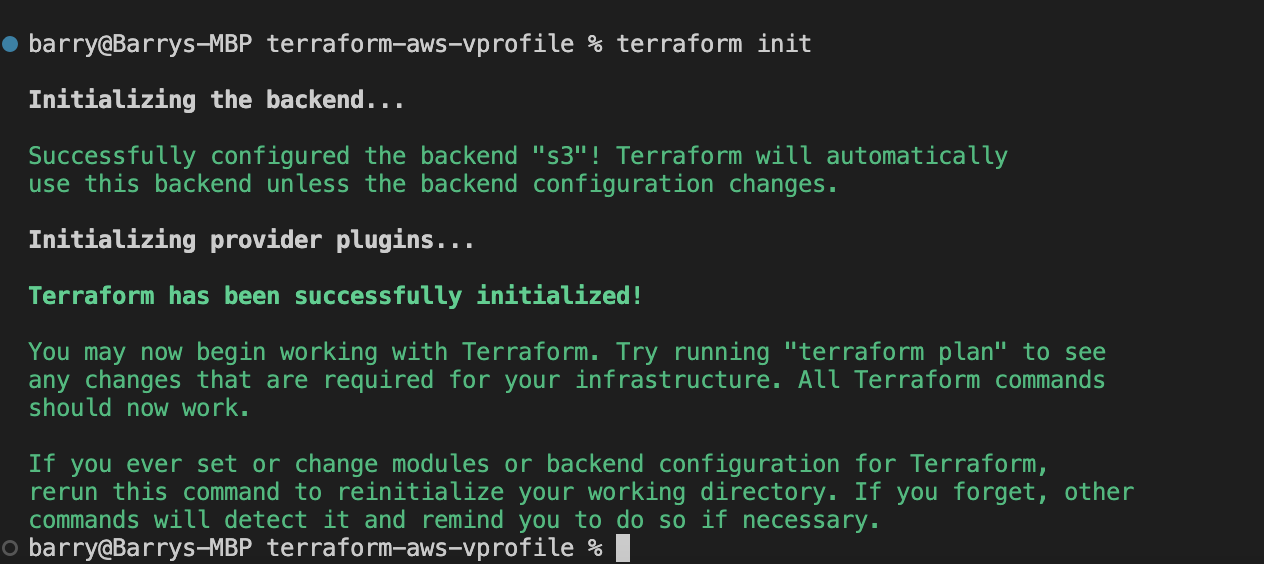 barry@Barrys-MBP terraform-aws-vprofile % terraform init
Initializing the backend...
Successfully configured the backend "s3"! Terraform will automatically
use this backend unless the backend configuration changes.
Initializing provider plugins...
Terraform has been successfully initialized!
You may now begin working with Terraform. Try running "terraform plan" to see
any changes that are required for your infrastructure. All Terraform commands
should now work.
If you ever set or change modules or backend configuration for Terraform,
rerun this command to reinitialize your working directory. If you forget, other
commands will detect it and remind you to do so if necessary.
barry@Barrys-MBP terraform-aws-vprofile %